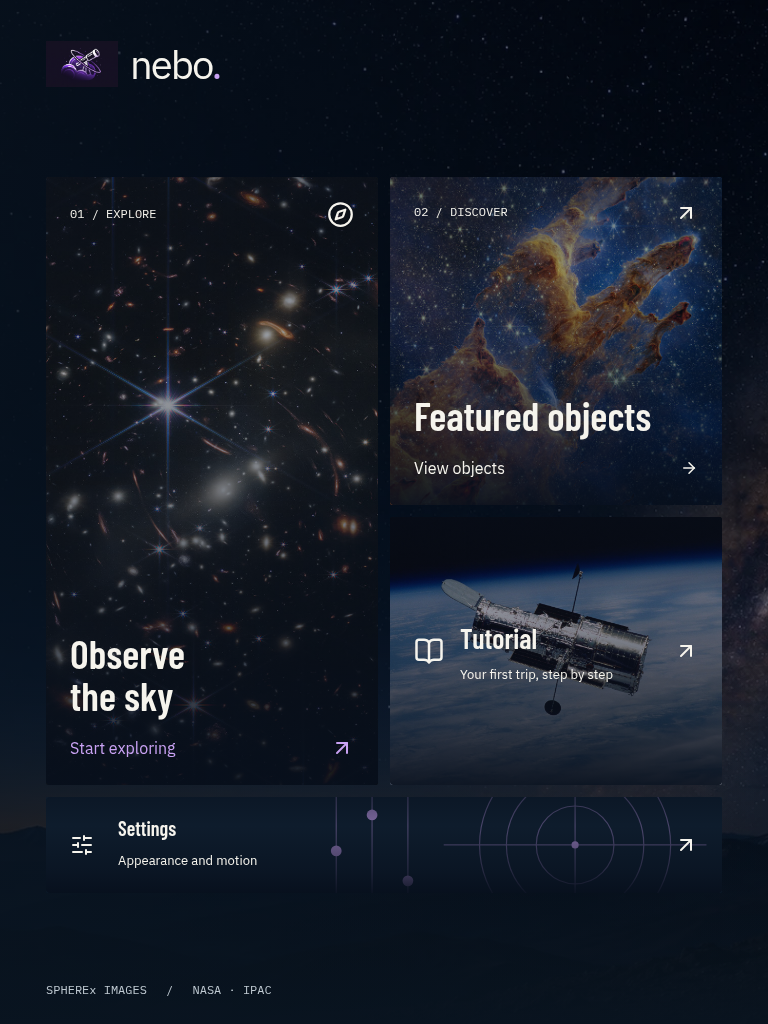 nebo.
01 / EXPLORE
Observe
the sky
Start exploring
02 / DISCOVER
Featured objects
View objects
Tutorial
Your first trip, step by step
Settings
Appearance and motion
SPHEREx IMAGES / NASA · IPAC